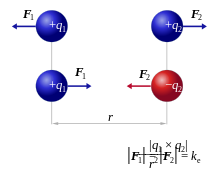 F₁ +q₁ +q₂ F₂
+q₁ F₁ F₂ −q₂
r
|F₁| = |F₂| = kₑ |q₁ × q₂| / r²